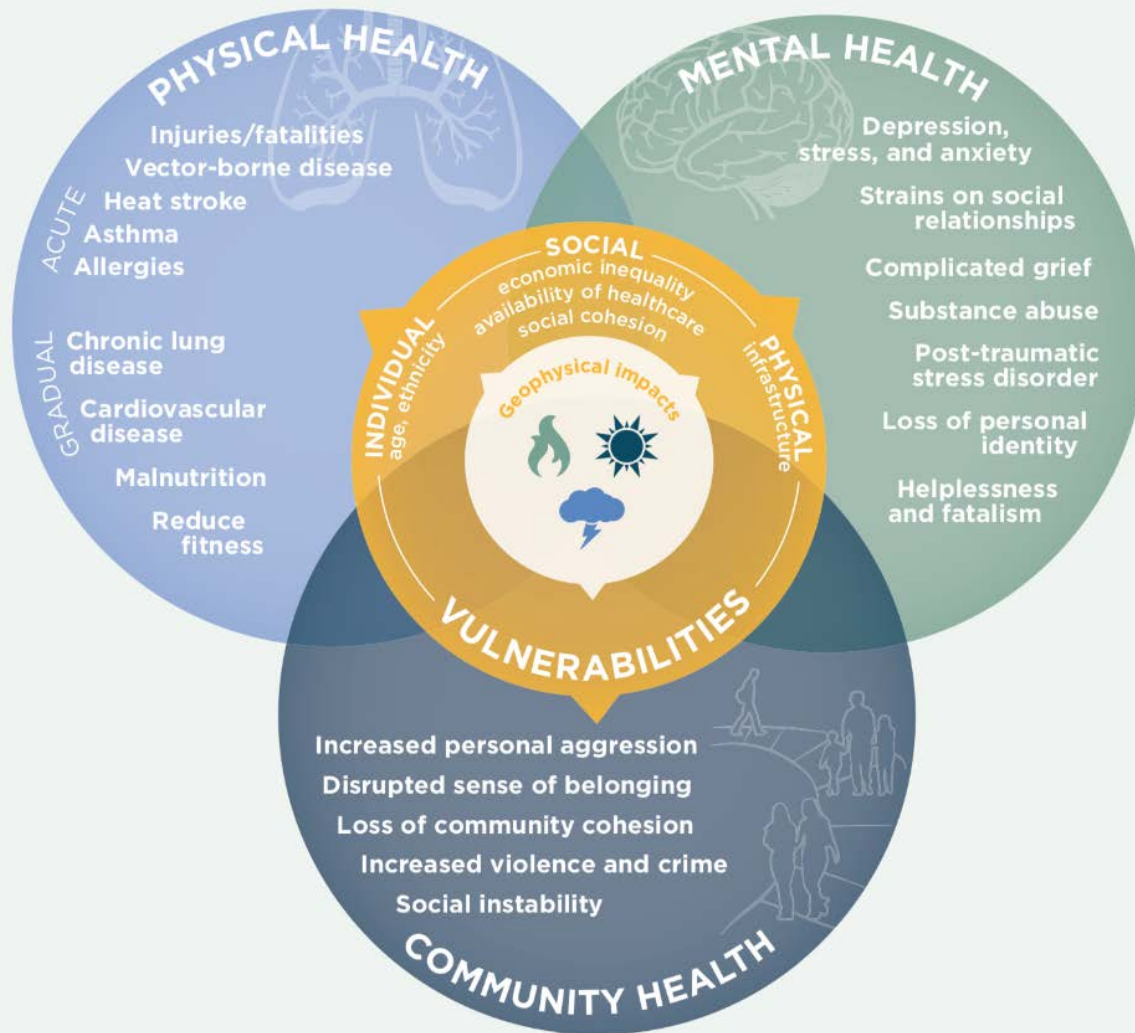 PHYSICAL HEALTH
ACUTE
Injuries/fatalities
Vector-borne disease
Heat stroke
Asthma
Allergies
GRADUAL
Chronic lung
disease
Cardiovascular
disease
Malnutrition
Reduce
fitness
MENTAL HEALTH
Depression,
stress, and anxiety
Strains on social
relationships
Complicated grief
Substance abuse
Post-traumatic
stress disorder
Loss of personal
identity
Helplessness
and fatalism
SOCIAL
economic inequality
availability of healthcare
social cohesion
INDIVIDUAL
age, ethnicity
PHYSICAL
infrastructure
Geophysical impacts
VULNERABILITIES
Increased personal aggression
Disrupted sense of belonging
Loss of community cohesion
Increased violence and crime
Social instability
COMMUNITY HEALTH